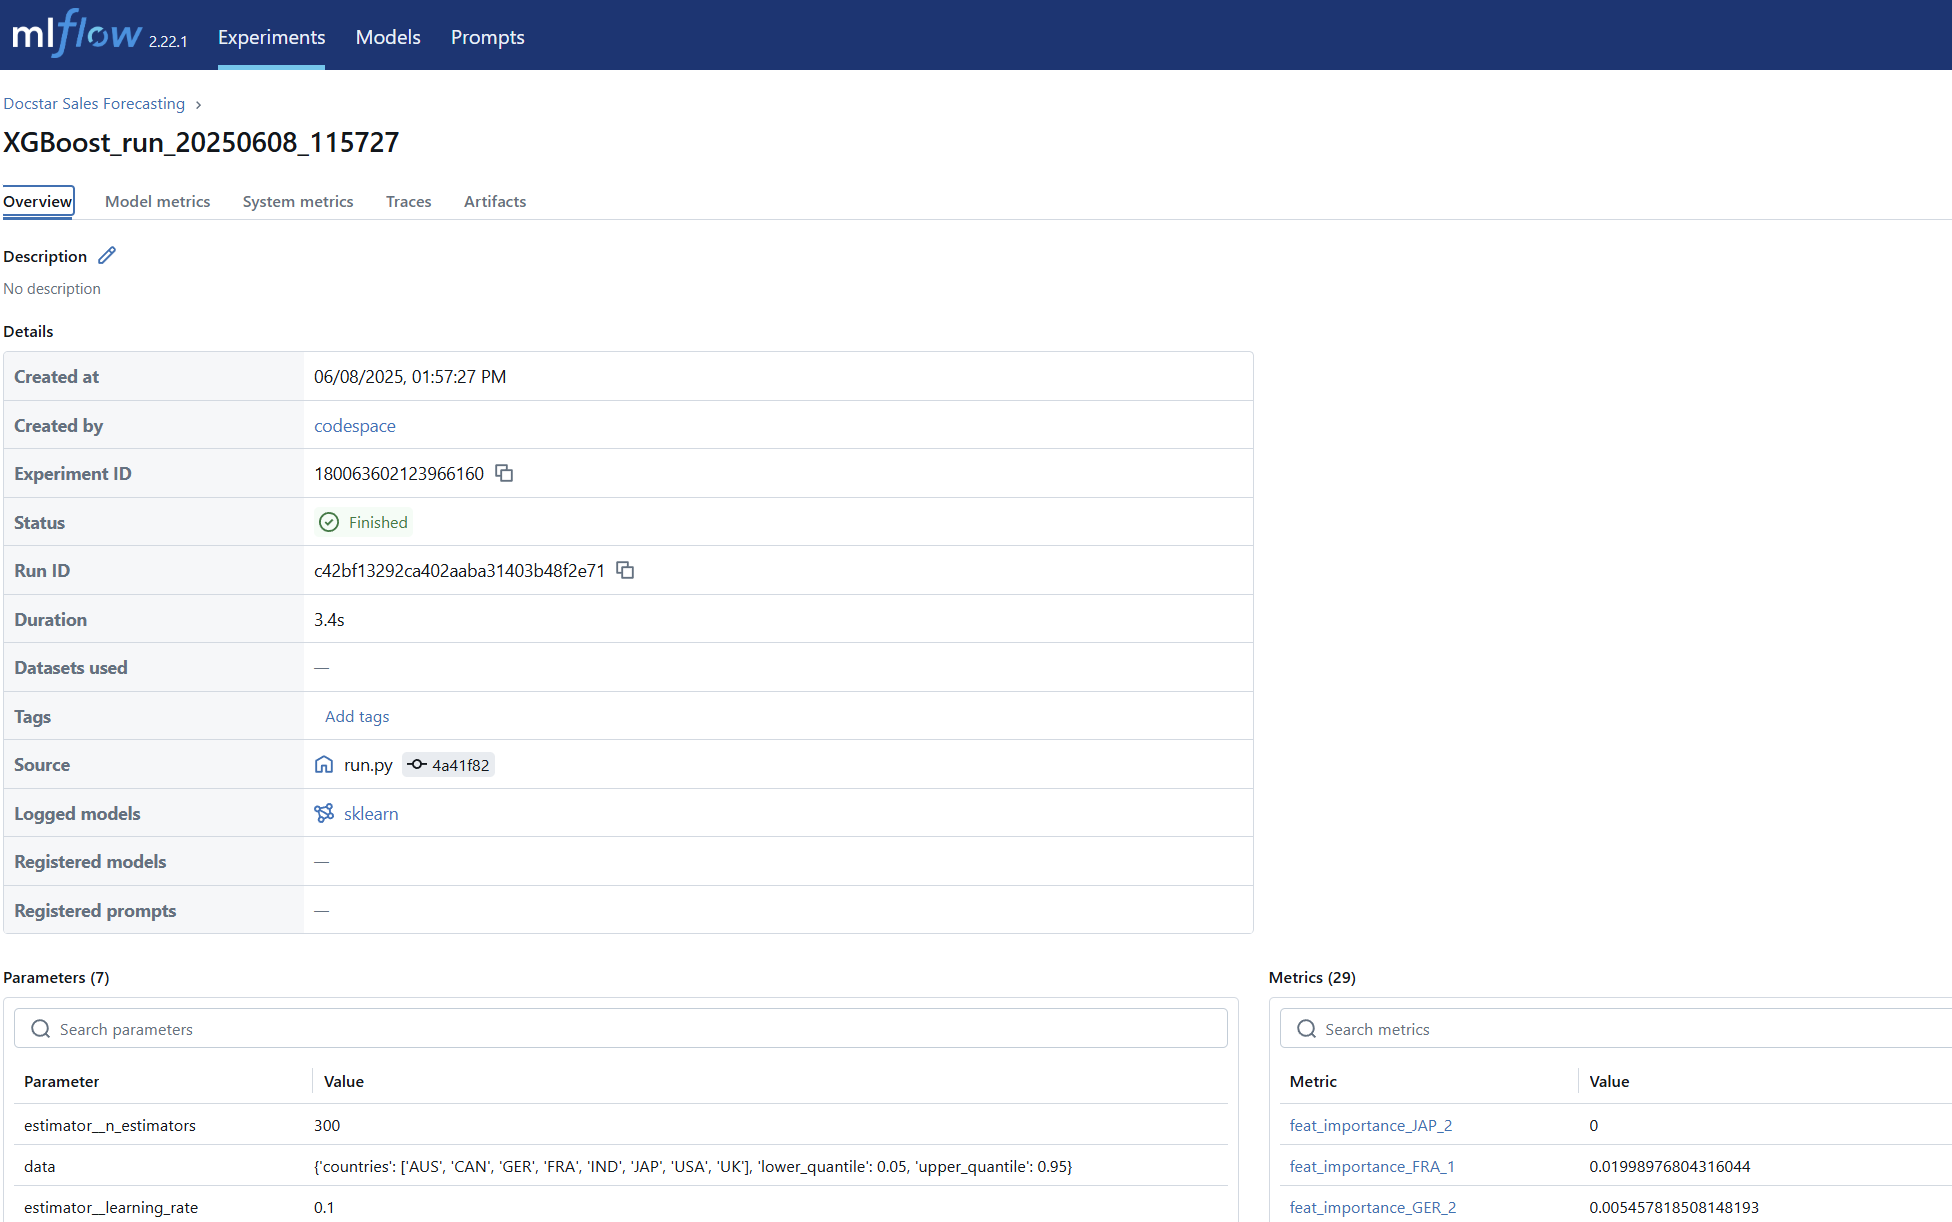 mlflow 2.22.1 Experiments Models Prompts
Docstar Sales Forecasting ›
XGBoost_run_20250608_115727
Overview Model metrics System metrics Traces Artifacts
Description
No description
Details
Created at 06/08/2025, 01:57:27 PM
Created by codespace
Experiment ID 180063602123966160
Status Finished
Run ID c42bf13292ca402aaba31403b48f2e71
Duration 3.4s
Datasets used —
Tags Add tags
Source run.py 4a41f82
Logged models sklearn
Registered models —
Registered prompts —
Parameters (7) Metrics (29)
Search parameters Search metrics
Parameter Value Metric Value
estimator__n_estimators 300 feat_importance_JAP_2 0
data {'countries': ['AUS', 'CAN', 'GER', 'FRA', 'IND', 'JAP', 'USA', 'UK'], 'lower_quantile': 0.05, 'upper_quantile': 0.95} feat_importance_FRA_1 0.01998976804316044
estimator__learning_rate 0.1 feat_importance_GER_2 0.005457818508148193